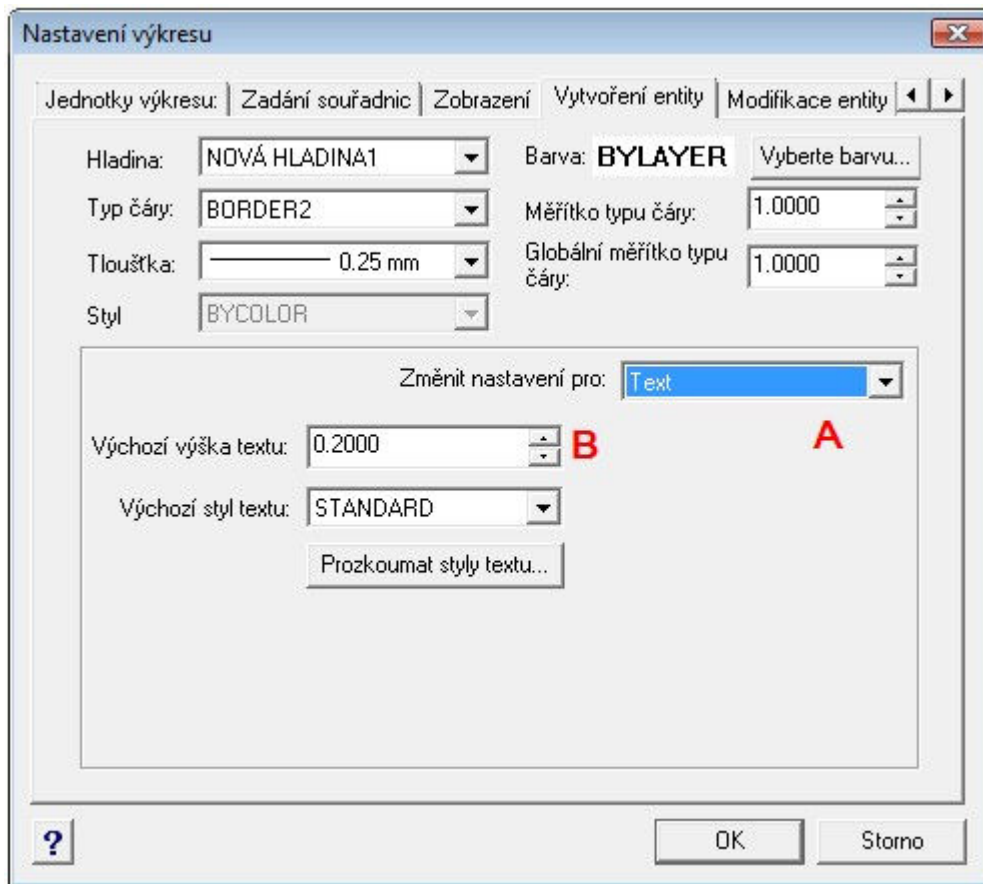 Nastavení výkresu
Jednotky výkresu: Zadání souřadnic Zobrazení Vytvoření entity Modifikace entity
Hladina: NOVÁ HLADINA1 Barva: BYLAYER Vyberte barvu...
Typ čáry: BORDER2 Měřítko typu čáry: 1.0000
Tloušťka: 0.25 mm Globální měřítko typu čáry: 1.0000
Styl BYCOLOR
Změnit nastavení pro: Text
A
Výchozí výška textu: 0.2000 B
Výchozí styl textu: STANDARD
Prozkoumat styly textu...
? OK Storno